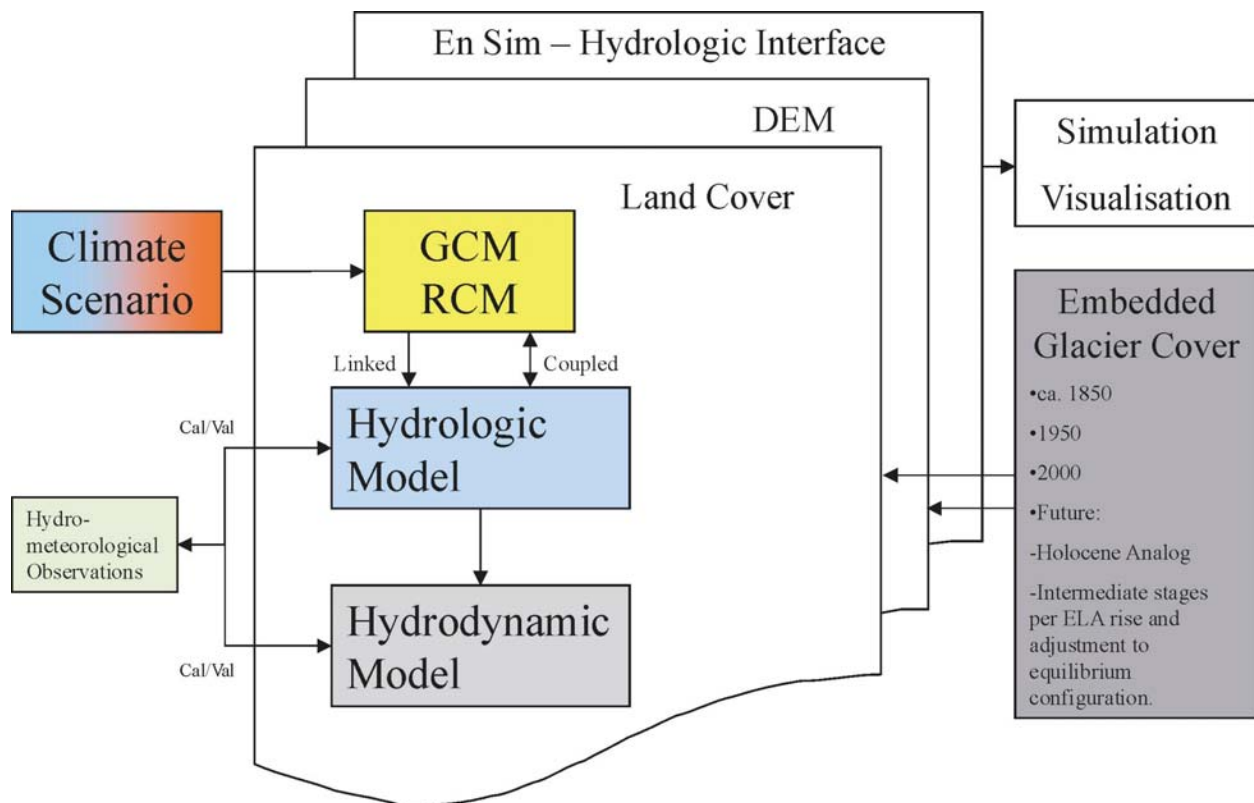 En Sim – Hydrologic Interface
DEM
Land Cover
Climate
Scenario
GCM
RCM
Linked
Coupled
Hydrologic
Model
Cal/Val
Hydro-
meteorological
Observations
Hydrodynamic
Model
Cal/Val
Simulation
Visualisation
Embedded
Glacier Cover
•ca. 1850
•1950
•2000
•Future:
-Holocene Analog
-Intermediate stages
per ELA rise and
adjustment to
equilibrium
configuration.